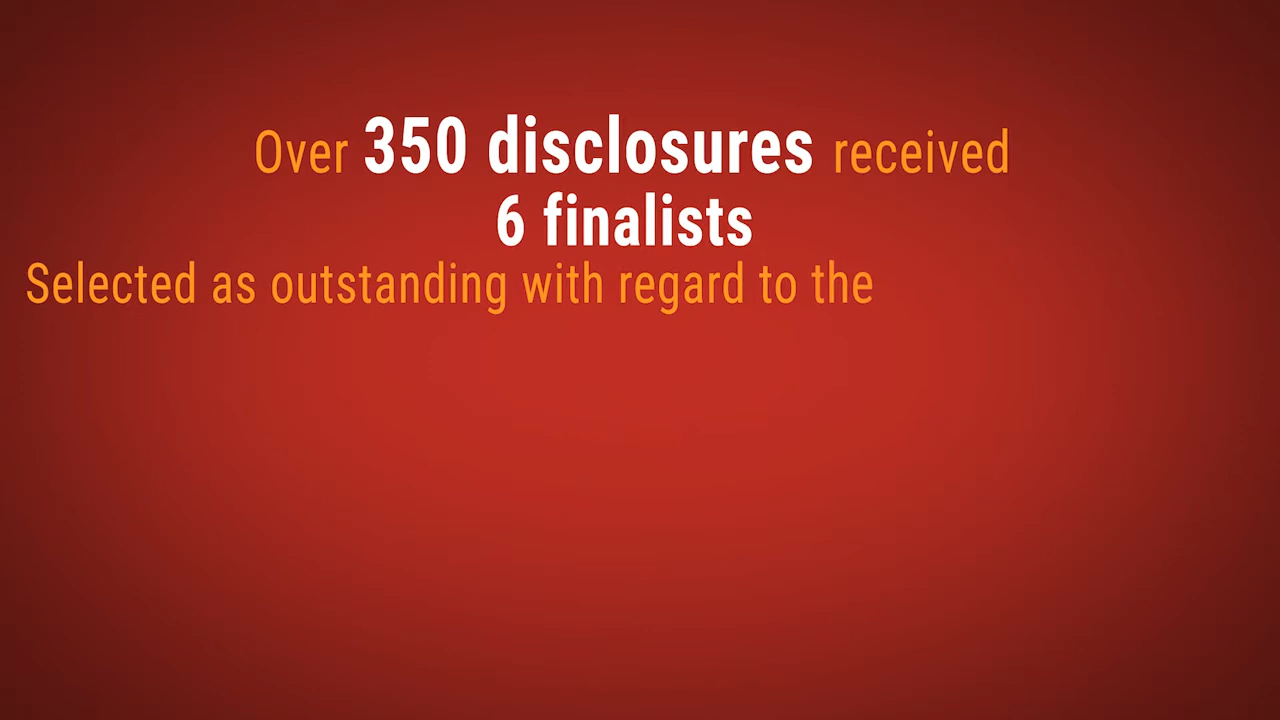 Over 350 disclosures received
6 finalists
Selected as outstanding with regard to the